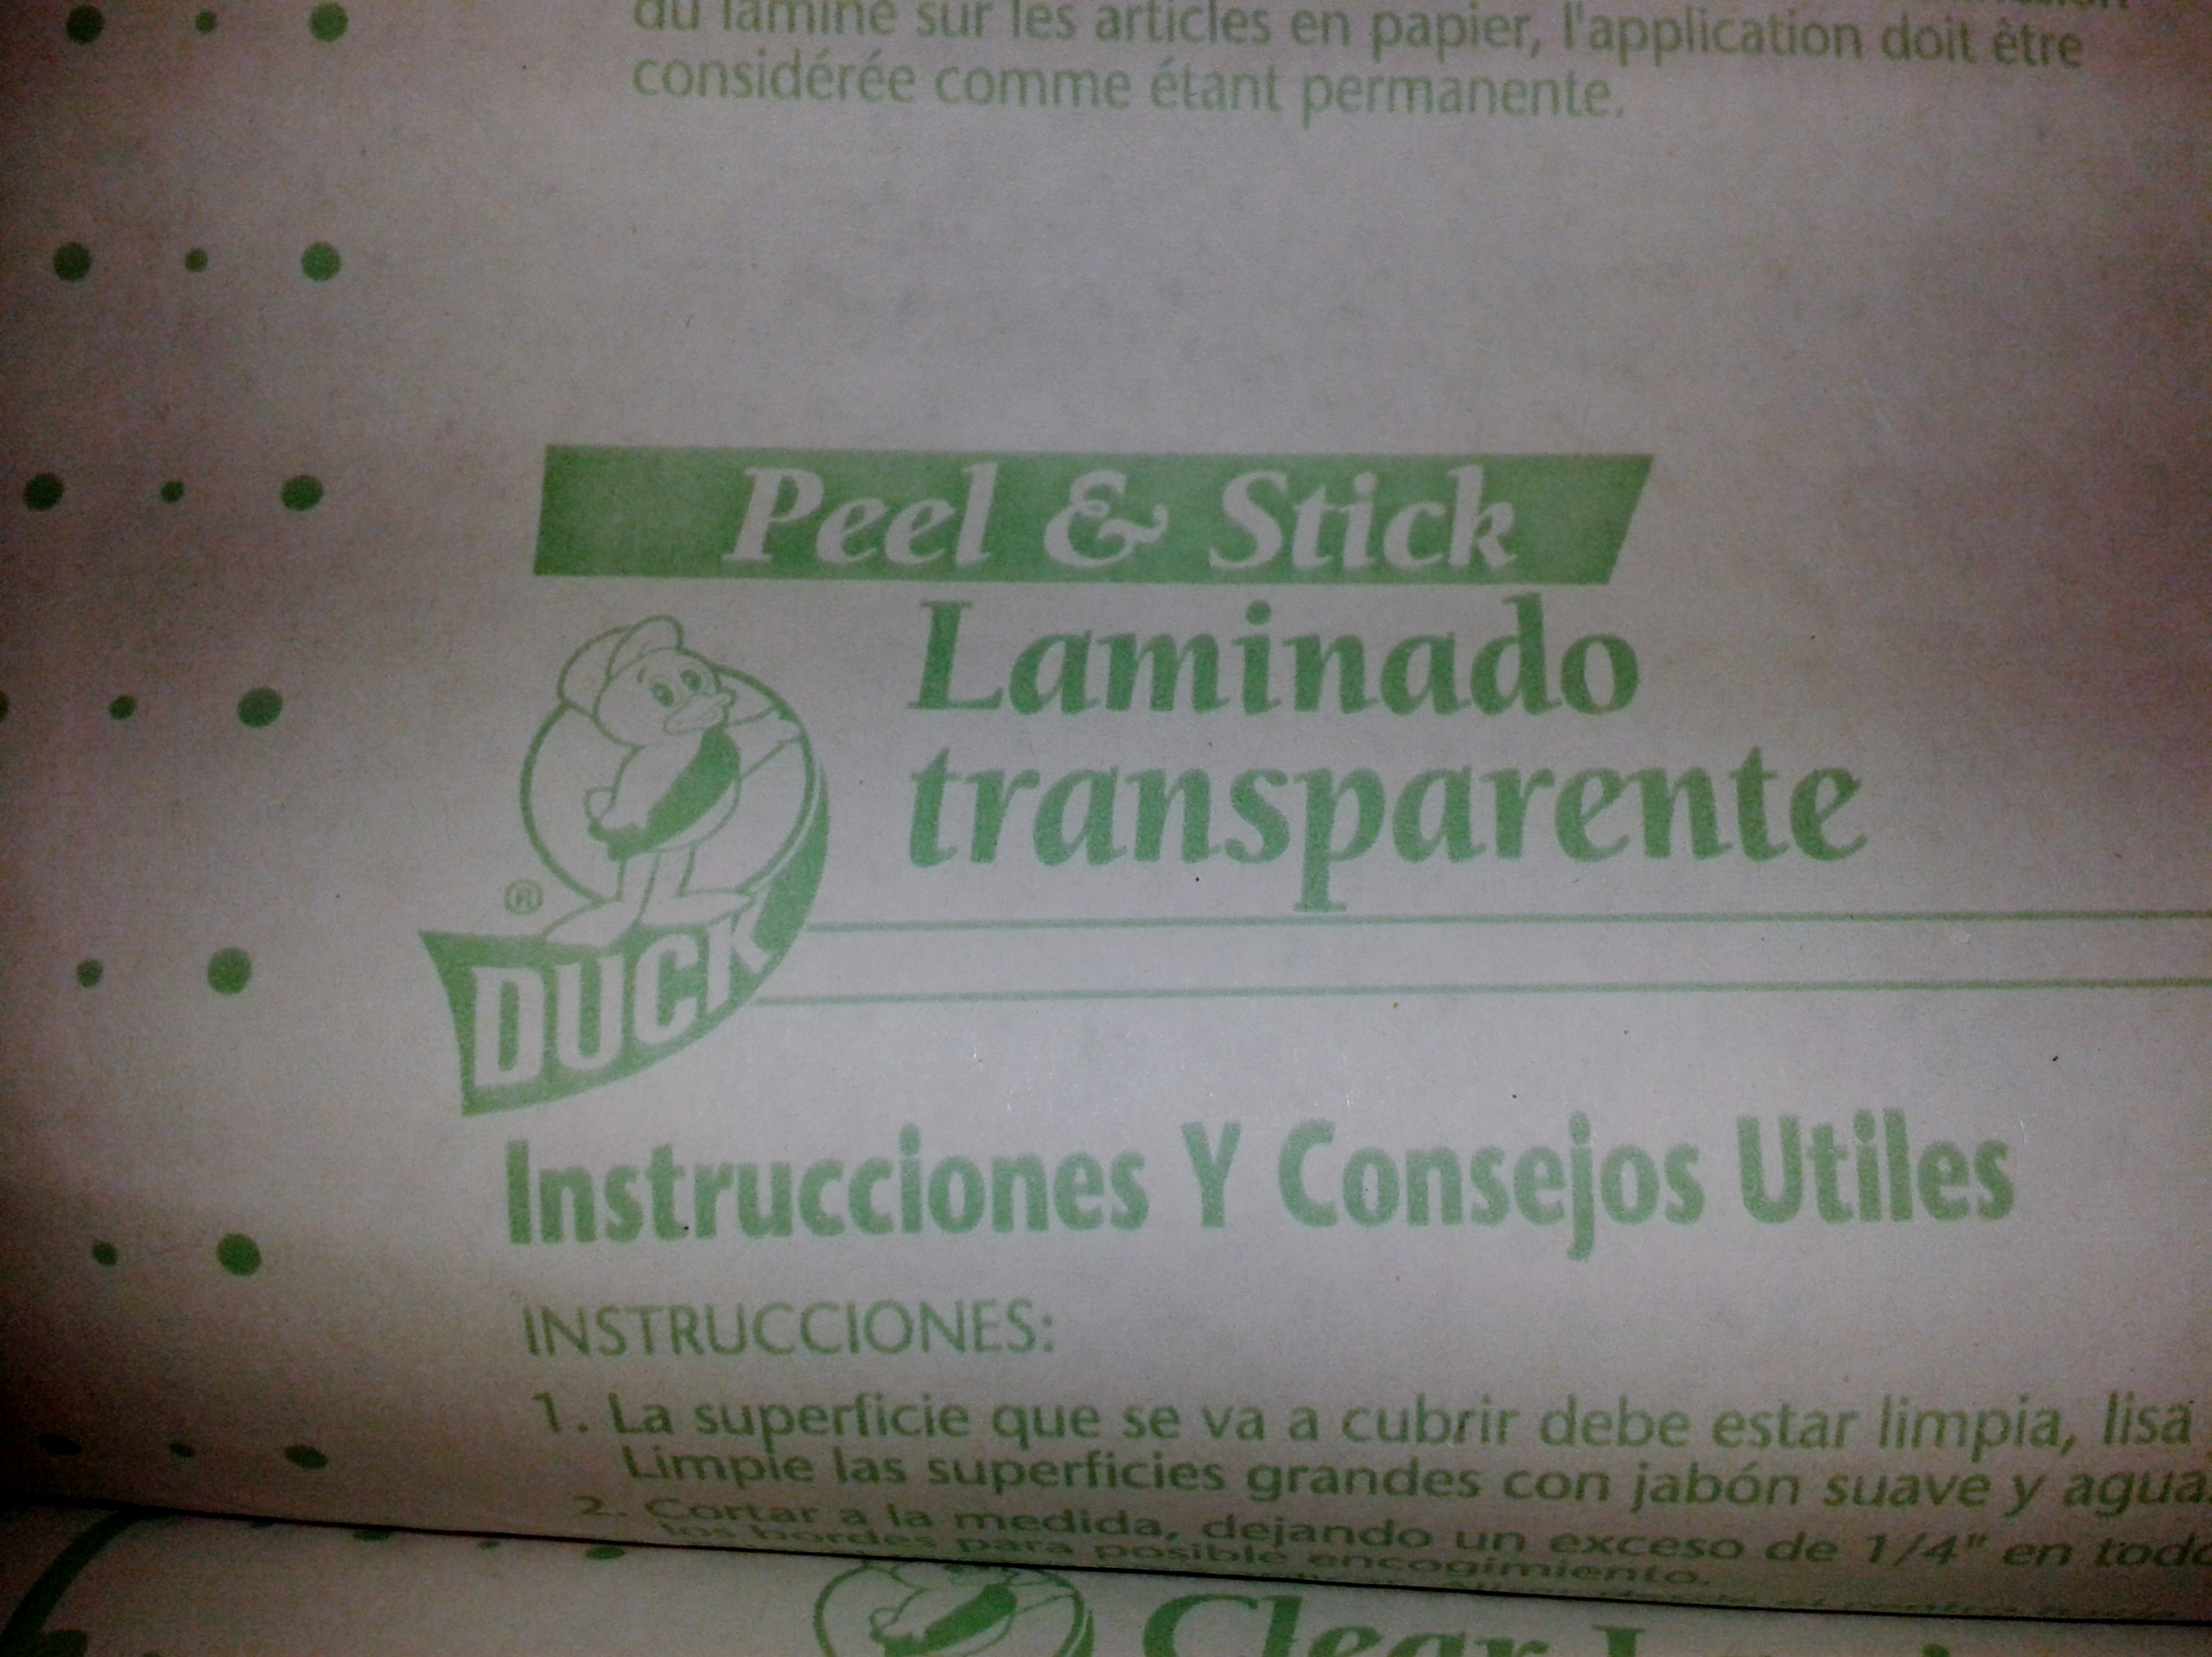 du laminé sur les articles en papier, l'application doit être
considérée comme étant permanente.
Peel & Stick
Laminado
transparente
®
DUCK
Instrucciones Y Consejos Utiles
INSTRUCCIONES:
1. La superficie que se va a cubrir debe estar limpia, lisa
Limpie las superficies grandes con jabón suave y agua.
2. Cortar a la medida, dejando un exceso de 1/4" en todo
los bordes para posible encogimiento.
Clear